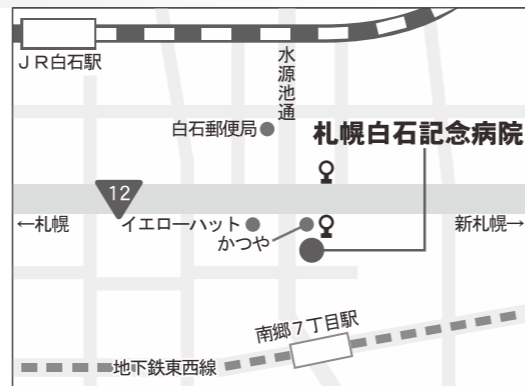 ＪＲ白石駅
水源池通
白石郵便局
札幌白石記念病院
12
←札幌
イエローハット
かつや
新札幌→
南郷７丁目駅
地下鉄東西線